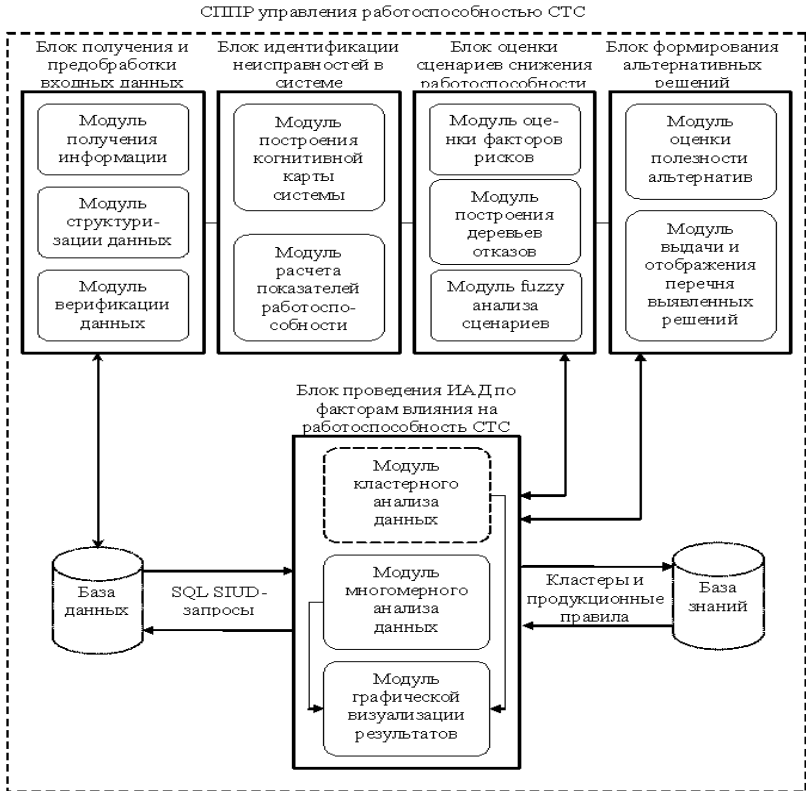 СППР управления работоспособностью СТС
Блок получения и
предобработки
входных данных
Блок идентификации
неисправностей в
системе
Блок оценки
сценариев снижения
работоспособности
Блок формирования
альтернативных
решений
Модуль
получения
информации
Модуль
структури-
зации данных
Модуль
верификации
данных
Модуль
построения
когнитивной
карты
системы
Модуль
расчета
показателей
работоспо-
собности
Модуль оце-
нки факторов
рисков
Модуль
построения
деревьев
отказов
Модуль fuzzy
анализа
сценариев
Модуль
оценки
полезности
альтернатив
Модуль
выдачи и
отображения
перечня
выявленных
решений
Блок проведения ИАД по
факторам влияния на
работоспособность СТС
Модуль
кластерного
анализа
данных
Модуль
многомерного
анализа
данных
Модуль
графической
визуализации
результатов
База
данных
SQL SIUD-
запросы
Кластеры и
продукционные
правила
База
знаний